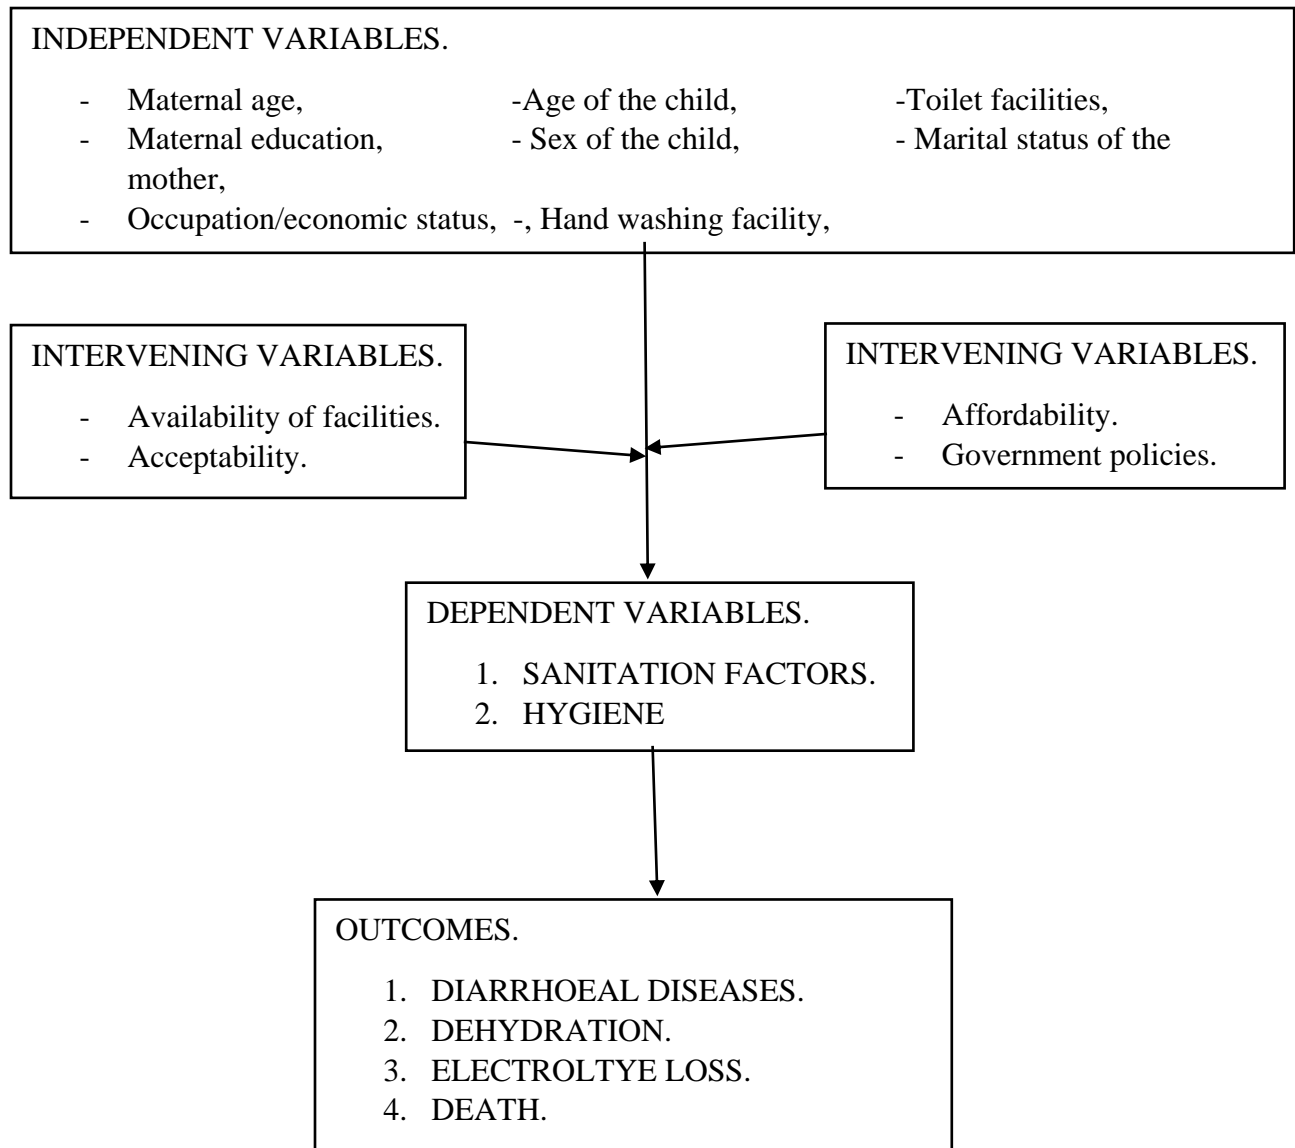 INDEPENDENT VARIABLES.
- Maternal age, -Age of the child, -Toilet facilities,
- Maternal education, - Sex of the child, - Marital status of the
mother,
- Occupation/economic status, -, Hand washing facility,
INTERVENING VARIABLES.
- Availability of facilities.
- Acceptability.
INTERVENING VARIABLES.
- Affordability.
- Government policies.
DEPENDENT VARIABLES.
1. SANITATION FACTORS.
2. HYGIENE
OUTCOMES.
1. DIARRHOEAL DISEASES.
2. DEHYDRATION.
3. ELECTROLTYE LOSS.
4. DEATH.